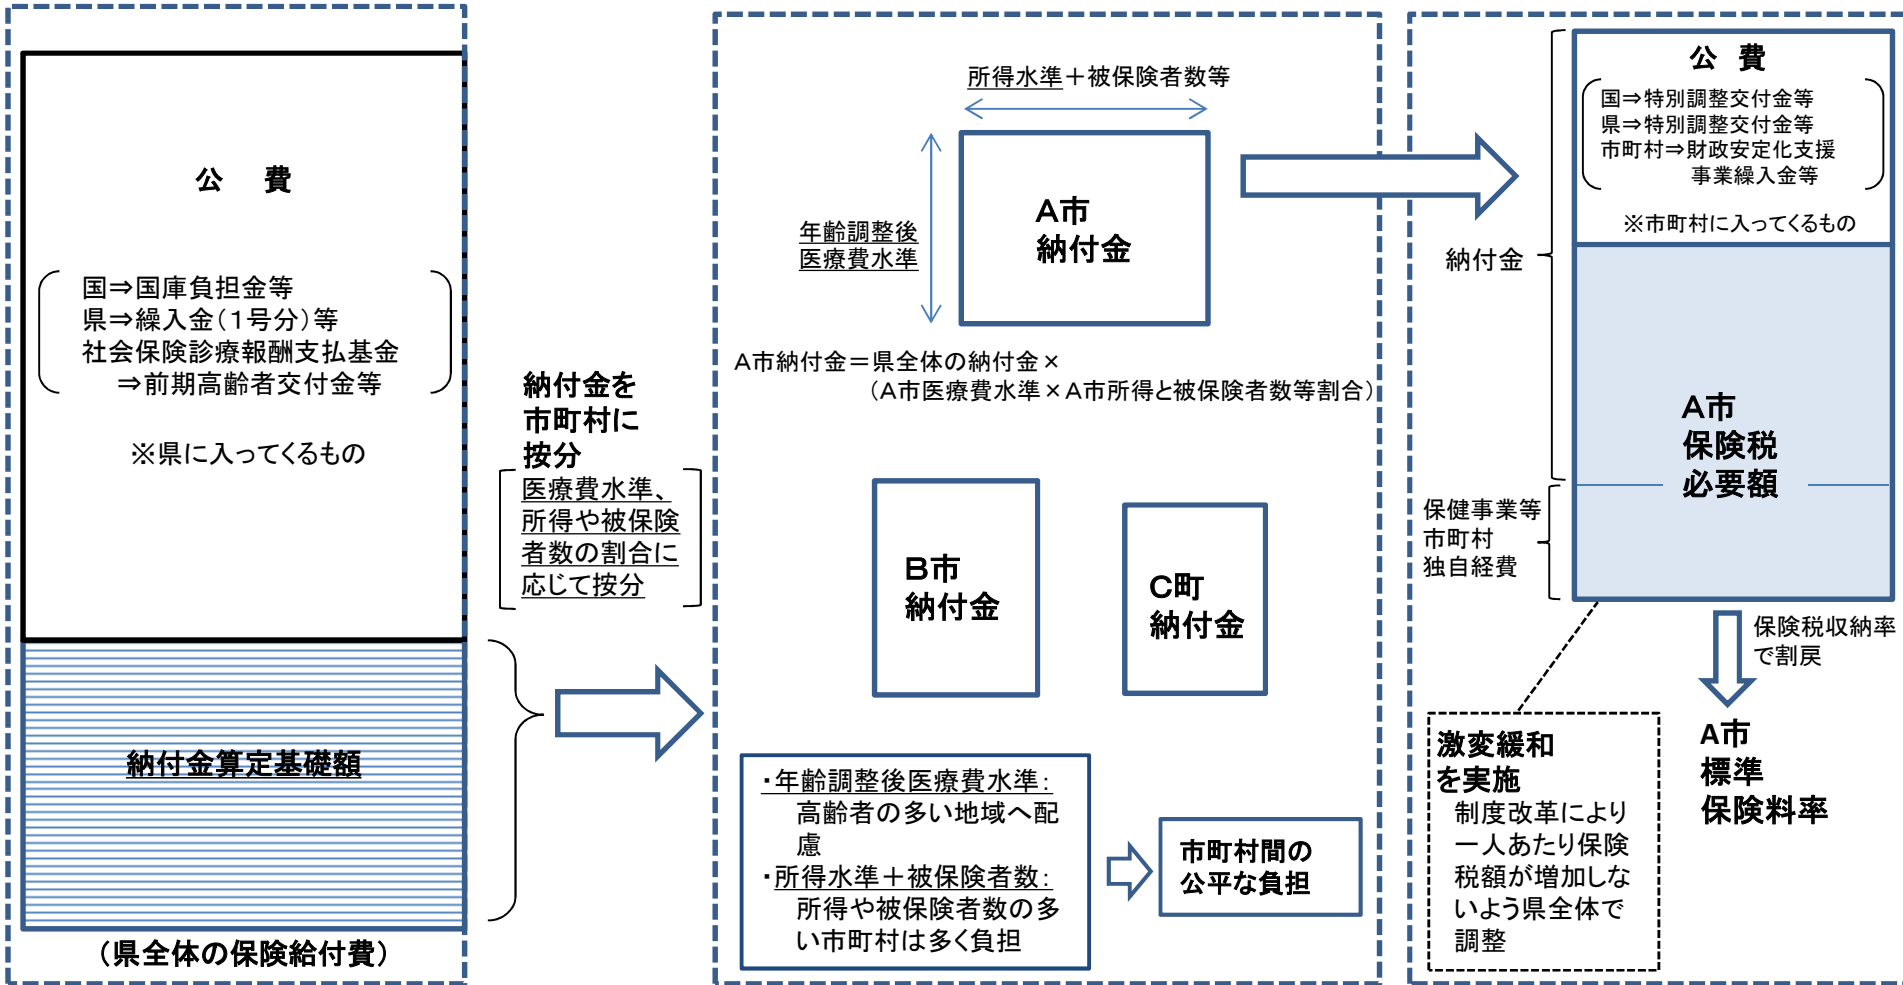 公　費
国⇒国庫負担金等
県⇒繰入金（１号分）等
社会保険診療報酬支払基金
⇒前期高齢者交付金等
※県に入ってくるもの
納付金算定基礎額
（県全体の保険給付費）
納付金を
市町村に
按分
医療費水準、
所得や被保険
者数の割合に
応じて按分
所得水準＋被保険者数等
年齢調整後
医療費水準
A市
納付金
A市納付金＝県全体の納付金×
（A市医療費水準×A市所得と被保険者数等割合）
B市
納付金
C町
納付金
・年齢調整後医療費水準：
高齢者の多い地域へ配
慮
・所得水準＋被保険者数：
所得や被保険者数の多
い市町村は多く負担
市町村間の
公平な負担
公　費
国⇒特別調整交付金等
県⇒特別調整交付金等
市町村⇒財政安定化支援
事業繰入金等
※市町村に入ってくるもの
納付金
A市
保険税
必要額
保健事業等
市町村
独自経費
保険税収納率
で割戻
激変緩和
を実施
制度改革により
一人あたり保険
税額が増加しな
いよう県全体で
調整
A市
標準
保険料率